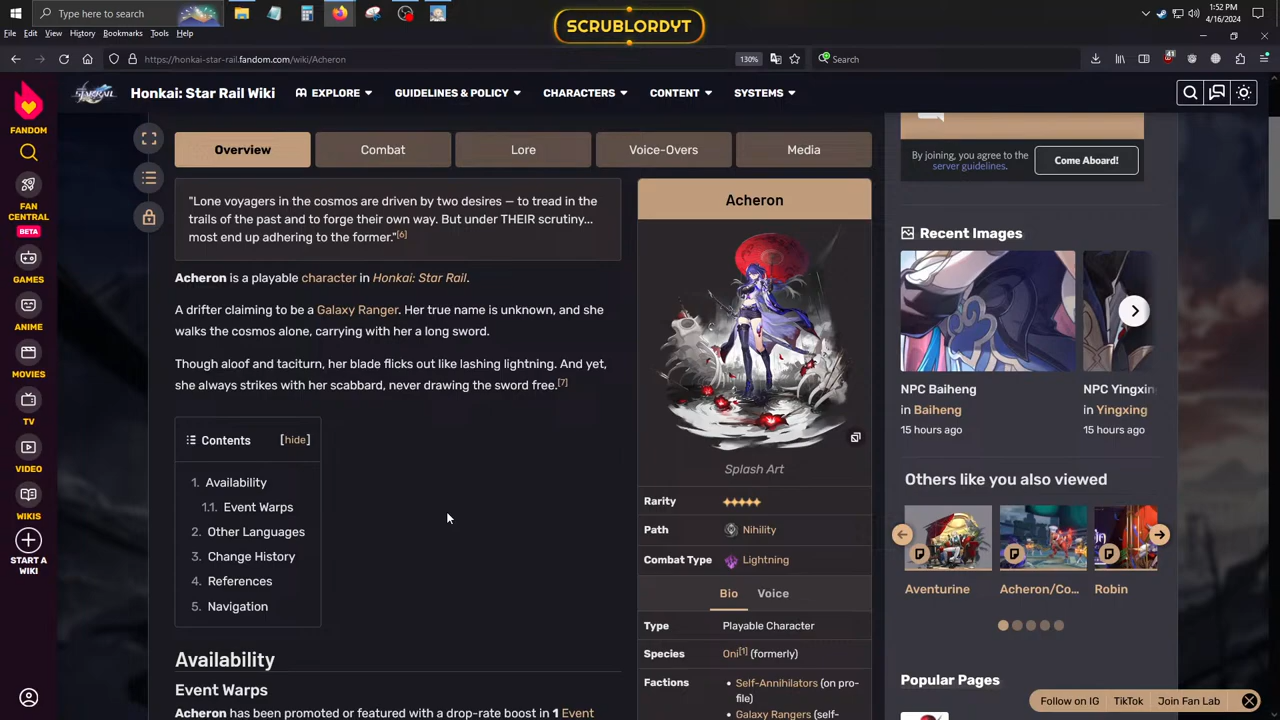 Type here to search
SCRUBLORDYT
1:52 PM
4/16/2024
File Edit View History Bookmarks Tools Help
https://honkai-star-rail.fandom.com/wiki/Acheron
130%
Search
41
Honkai: Star Rail Wiki
EXPLORE
GUIDELINES & POLICY
CHARACTERS
CONTENT
SYSTEMS
FANDOM
FAN CENTRAL
BETA
GAMES
ANIME
MOVIES
TV
VIDEO
WIKIS
START A WIKI
Overview
Combat
Lore
Voice-Overs
Media
"Lone voyagers in the cosmos are driven by two desires — to tread in the
trails of the past and to forge their own way. But under THEIR scrutiny...
most end up adhering to the former."[6]
Acheron is a playable character in Honkai: Star Rail.
A drifter claiming to be a Galaxy Ranger. Her true name is unknown, and she
walks the cosmos alone, carrying with her a long sword.
Though aloof and taciturn, her blade flicks out like lashing lightning. And yet,
she always strikes with her scabbard, never drawing the sword free.[7]
Contents [hide]
1. Availability
1.1. Event Warps
2. Other Languages
3. Change History
4. References
5. Navigation
Availability
Event Warps
Acheron has been promoted or featured with a drop-rate boost in 1 Event
Acheron
Splash Art
Rarity
Path Nihility
Combat Type Lightning
Bio Voice
Type Playable Character
Species Oni[1] (formerly)
Factions
• Self-Annihilators (on pro-
file)
• Galaxy Rangers (self-
By joining, you agree to the
server guidelines.
Come Aboard!
Recent Images
NPC Baiheng
in Baiheng
15 hours ago
NPC Yingxin
in Yingxing
15 hours ago
Others like you also viewed
Aventurine
Acheron/Co...
Robin
Popular Pages
Follow on IG
TikTok
Join Fan Lab